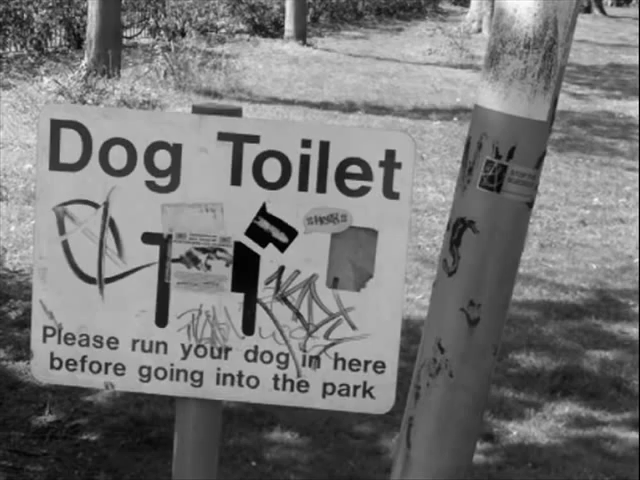 Dog Toilet
Please run your dog in here
before going into the park